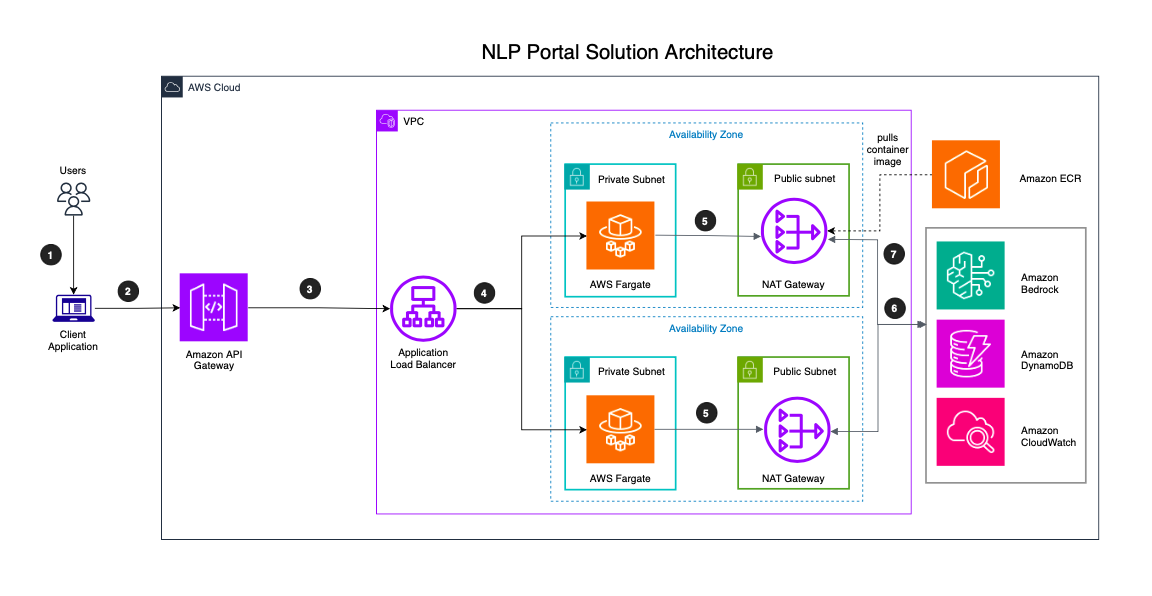 NLP Portal Solution Architecture
AWS Cloud
VPC
Availability Zone
pulls
container
image
Users
Private Subnet
Public subnet
Amazon ECR
5
1
7
AWS Fargate
NAT Gateway
Amazon
Bedrock
2
3
4
6
Client
Application
Amazon API
Gateway
Application
Load Balancer
Availability Zone
Amazon
DynamoDB
Private Subnet
Public Subnet
5
Amazon
CloudWatch
AWS Fargate
NAT Gateway